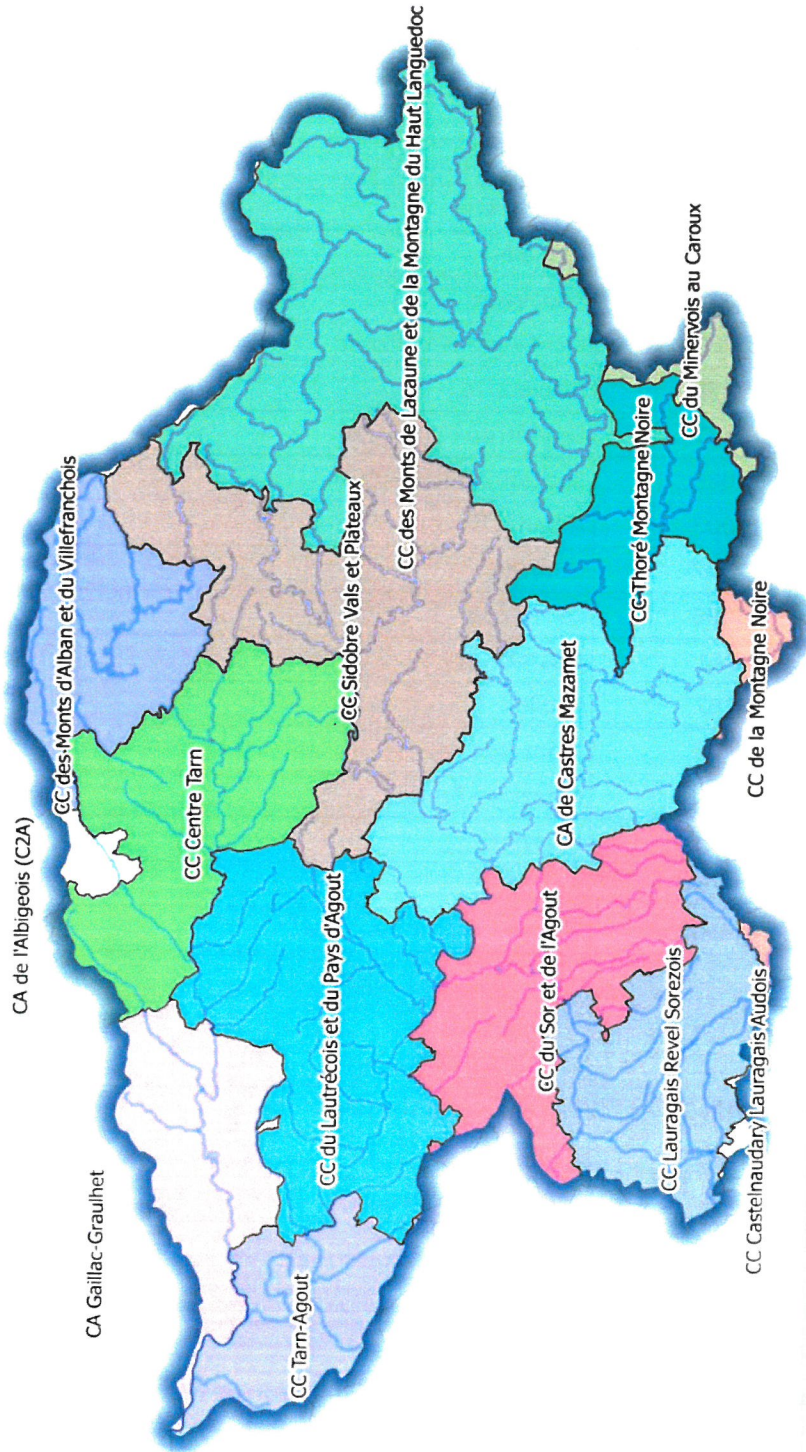 CA de l'Albigeois (C2A)
CA Gaillac-Graulhet
CC des Monts d'Alban et du Villefranchois
CC Centre Tarn
CC Tarn-Agout
CC du Lautrécois et du Pays d'Agout
CC Sidobre Vals et Plateaux
CC des Monts de Lacaune et de la Montagne du Haut Languedoc
CC du Sor et de l'Agout
CA de Castres Mazamet
CC Thoré Montagne Noire
CC du Minervois au Caroux
CC Lauragais Revel Sorezois
CC de la Montagne Noire
CC Castelnaudary Lauragais Audois